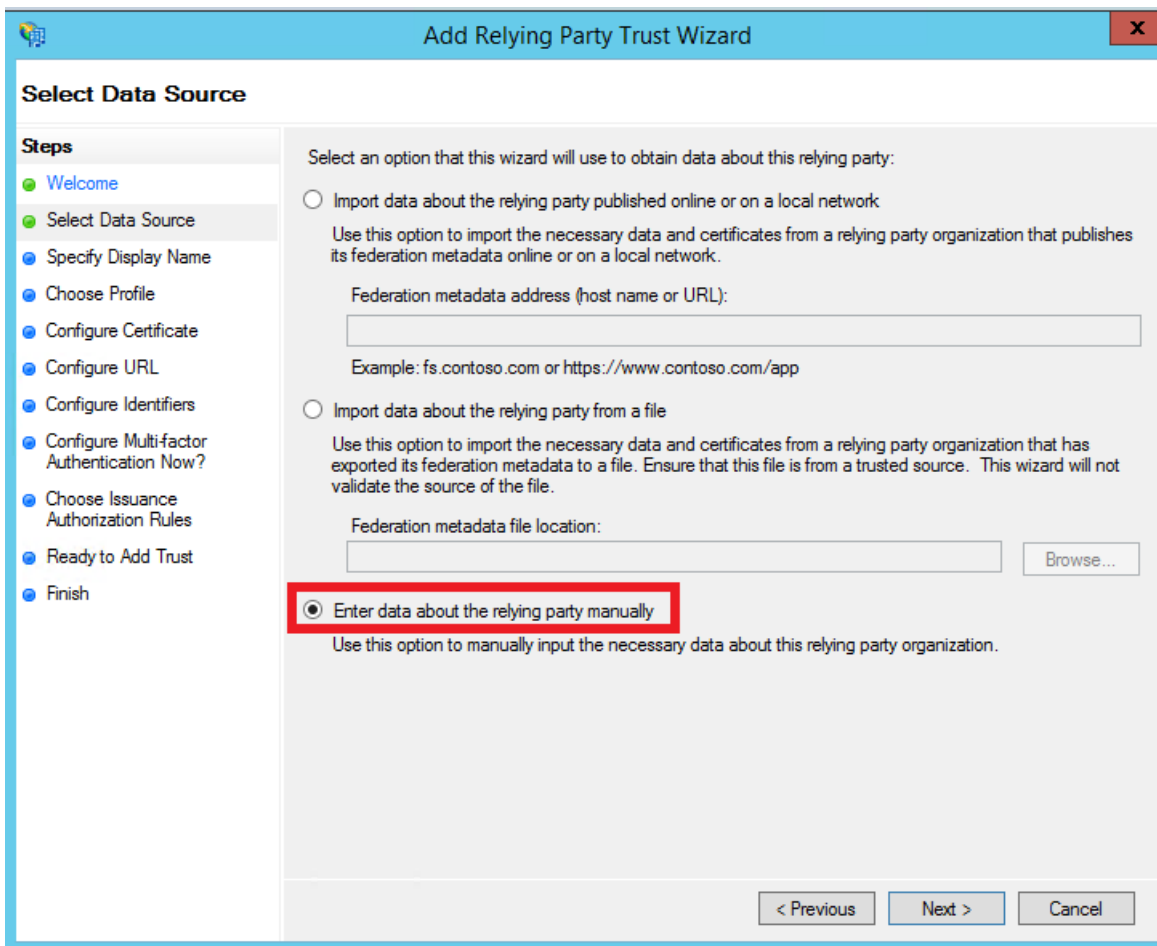 Add Relying Party Trust Wizard
x
Select Data Source
Steps
Welcome
Select Data Source
Specify Display Name
Choose Profile
Configure Certificate
Configure URL
Configure Identifiers
Configure Multi-factor
Authentication Now?
Choose Issuance
Authorization Rules
Ready to Add Trust
Finish
Select an option that this wizard will use to obtain data about this relying party:
Import data about the relying party published online or on a local network
Use this option to import the necessary data and certificates from a relying party organization that publishes
its federation metadata online or on a local network.
Federation metadata address (host name or URL):
Example: fs.contoso.com or https://www.contoso.com/app
Import data about the relying party from a file
Use this option to import the necessary data and certificates from a relying party organization that has
exported its federation metadata to a file. Ensure that this file is from a trusted source.  This wizard will not
validate the source of the file.
Federation metadata file location:
Browse...
Enter data about the relying party manually
Use this option to manually input the necessary data about this relying party organization.
< Previous
Next >
Cancel